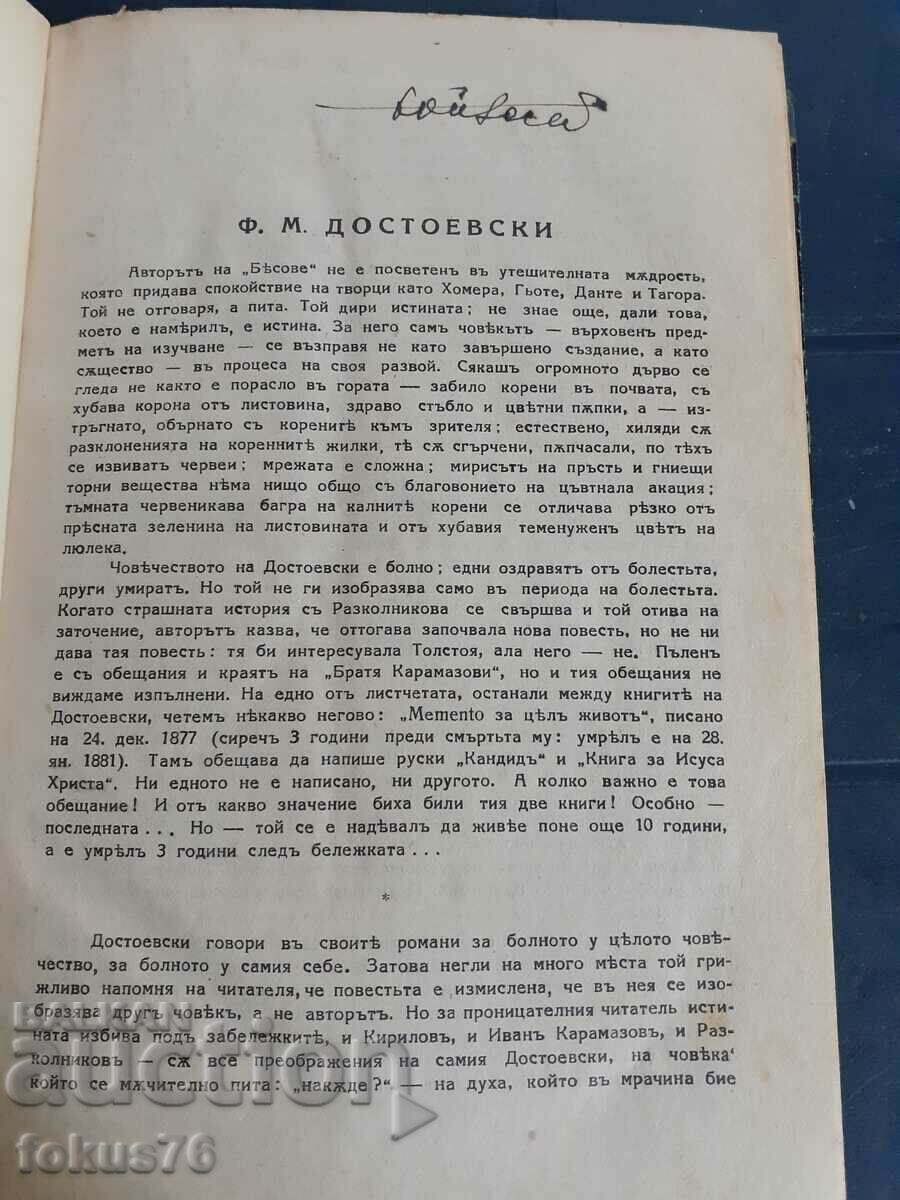 Ф. М. ДОСТОЕВСКИ
Авторътъ на „Бѣсове“ не е посветенъ въ утешителната мѫдрость,
която придава спокойствие на творци като Хомера, Гьоте, Данте и Тагора.
Той не отговаря, а пита. Той дири истината; не знае още, дали това,
което е намѣрилъ, е истина. За него самъ човѣкътъ — върховенъ пред-
метъ на изучване — се възправя не като завършено създание, а като
сѫщество — въ процеса на своя развой. Сякашъ огромното дърво се
гледа не както е порасло въ гората — забило корени въ почвата, съ
хубава корона отъ листовина, здраво стъбло и цвѣтни пѫпки, а — из-
тръгнато, обърнато съ корениге къмъ зрителя; естествено, хиляди сѫ
разклоненията на кореннитѣ жилки, тѣ сѫ сгърчени, пѫпчасали, по тѣхъ
се извиватъ червеи; мрежата е сложна; мирисътъ на пръсть и гниещи
торни вещества нѣма нищо общо съ благовонието на цъвтнала акация;
тъмната червеникава багра на калнитѣ корени се отличава рѣзко отъ
прѣсната зеленина на листовината и отъ хубавия теменуженъ цвѣтъ на
люлека.
Човѣчеството на Достоевски е болно; едни оздравятъ отъ болестьта,
други умиратъ. Но той не ги изобразява само въ периода на болестьта.
Когато страшната история съ Разколникова се свършва и той отива на
заточение, авторътъ казва, че оттогава започвала нова повесть, но не ни
дава тая повесть: тя би интересувала Толстоя, ала него — не. Пъленъ
е съ обещания и краятъ на „Братя Карамазови“, но и тия обещания не
виждаме изпълнени. На едно отъ листчетата, останали между книгитѣ на
Достоевски, четемъ нѣкакво негово: „Memento за цѣлъ животъ“, писано
на 24. дек. 1877 (сиречъ 3 години преди смъртьта му: умрѣлъ е на 28.
ян. 1881). Тамъ обещава да напише руски „Кандидъ“ и „Книга за Исуса
Христа“. Ни едното не е написано, ни другото. А колко важно е това
обещание! И отъ какво значение биха били тия две книги! Особно —
последната... Но — той се е надѣвалъ да живѣе поне още 10 години,
а е умрѣлъ 3 години следъ бележката...
*
Достоевски говори въ своитѣ романи за болното у цѣлото човѣ-
чество, за болното у самия себе. Затова негли на много мѣста той гри-
жливо напомня на читателя, че повестьта е измислена, че въ нея се изо-
бразява другъ човѣкъ, а не авторътъ. Но за проницателния читатель исти
ната избива подъ забележкитѣ, и Кириловъ, и Иванъ Карамазовъ, и Раз-
колниковъ — сѫ все преображения на самия Достоевски, на човѣка
който се мѫчително пита: „накѫде?“ — на духа, който въ мрачина бие
BALKAN
auction
fokus76